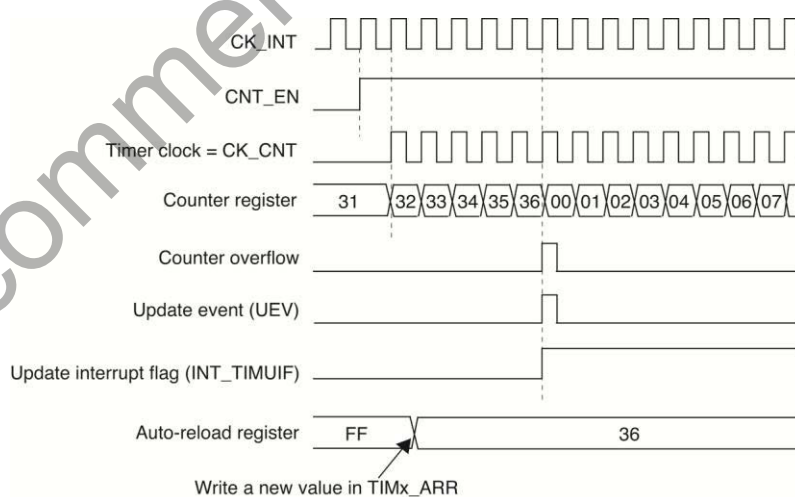 CK_INT
CNT_EN
Timer clock = CK_CNT
Counter register 31 32 33 34 35 36 00 01 02 03 04 05 06 07
Counter overflow
Update event (UEV)
Update interrupt flag (INT_TIMUIF)
Auto-reload register FF 36
Write a new value in TIMx_ARR
comme